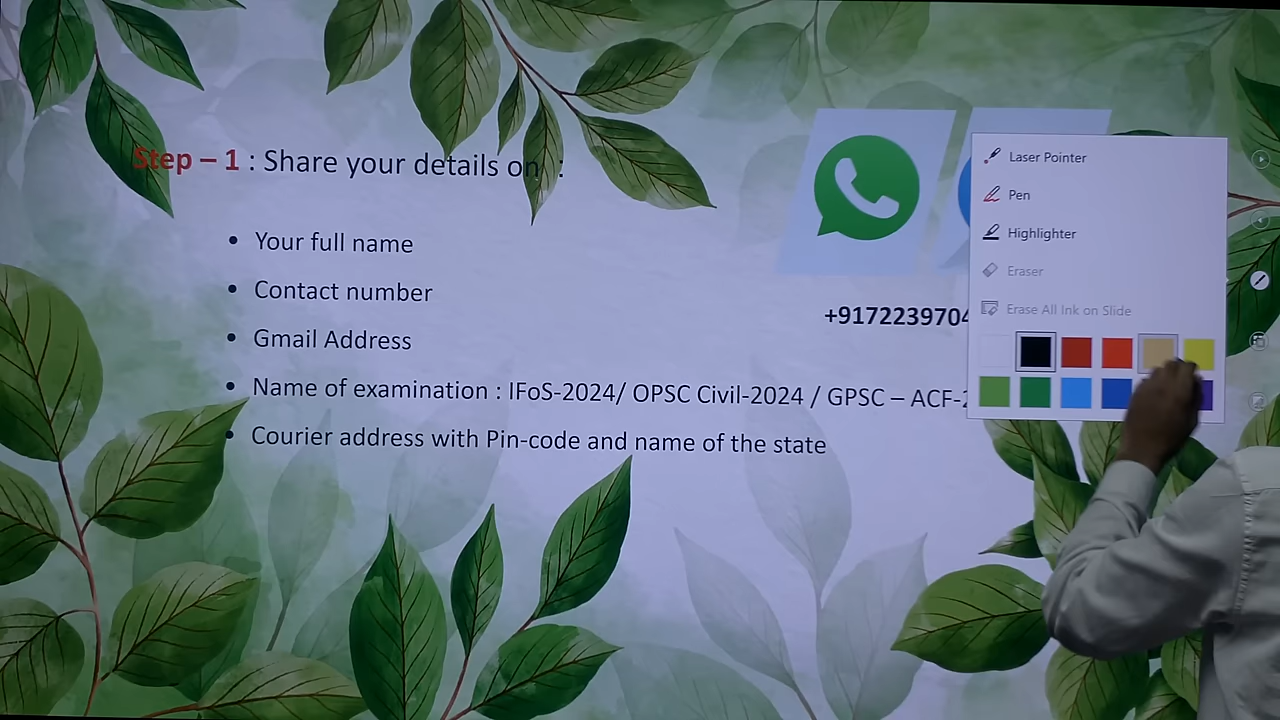 Step – 1 : Share your details on :
• Your full name
• Contact number
• Gmail Address
• Name of examination : IFoS-2024/ OPSC Civil-2024 / GPSC – ACF-
• Courier address with Pin-code and name of the state
+9172239704
Laser Pointer
Pen
Highlighter
Eraser
Erase All Ink on Slide